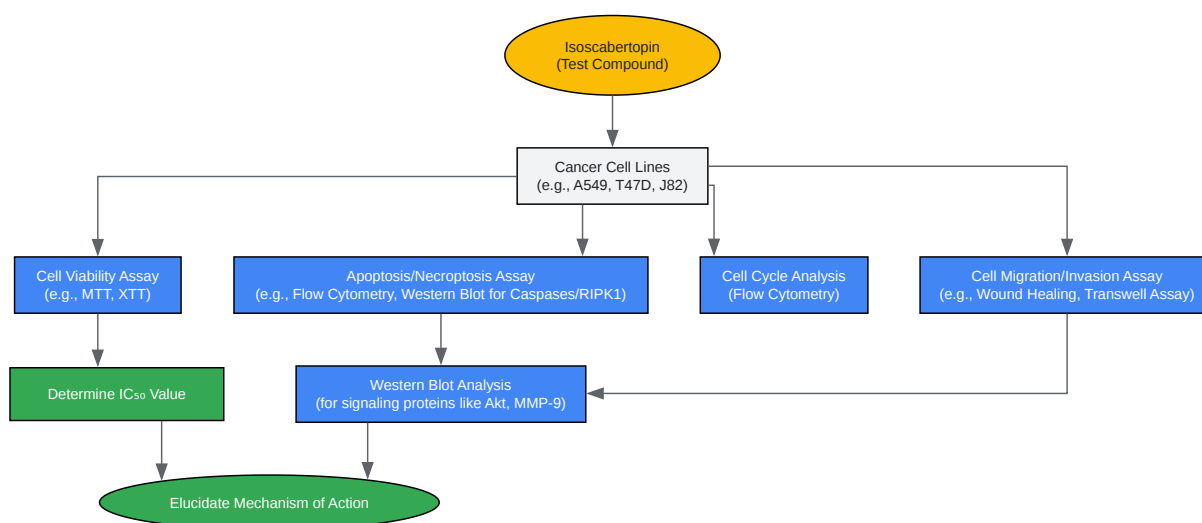 Isoscabertopin
(Test Compound)
Cancer Cell Lines
(e.g., A549, T47D, J82)
Cell Viability Assay
(e.g., MTT, XTT)
Apoptosis/Necroptosis Assay
(e.g., Flow Cytometry, Western Blot for Caspases/RIPK1)
Cell Cycle Analysis
(Flow Cytometry)
Cell Migration/Invasion Assay
(e.g., Wound Healing, Transwell Assay)
Determine IC₅₀ Value
Western Blot Analysis
(for signaling proteins like Akt, MMP-9)
Elucidate Mechanism of Action